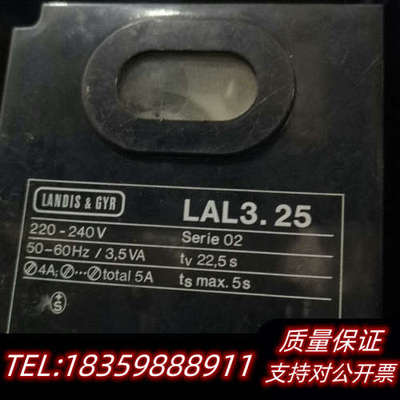 LANDIS & GYR
LAL3.25
220-240V
Serie 02
50-60Hz / 3,5VA
tv 22,5 s
4A, ... total 5A
ts max. 5s
S
TEL:18359888911
质量保证
支持对公开票